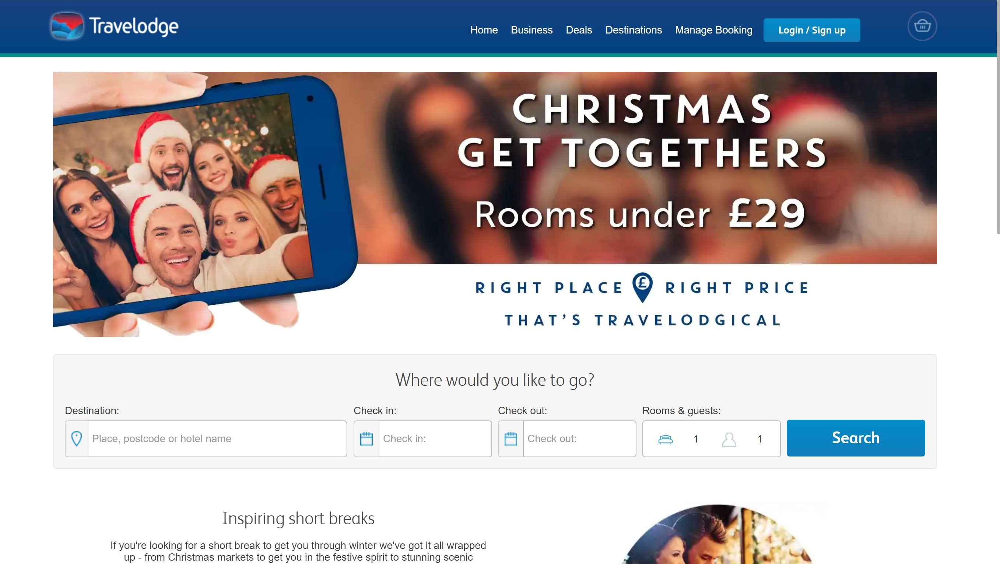 Travelodge
Home Business Deals Destinations Manage Booking Login / Sign up
CHRISTMAS
GET TOGETHERS
Rooms under £29
RIGHT PLACE £ RIGHT PRICE
THAT'S TRAVELODGICAL
Where would you like to go?
Destination: Check in: Check out: Rooms & guests:
Place, postcode or hotel name Check in: Check out: 1 1 Search
Inspiring short breaks
If you're looking for a short break to get you through winter we've got it all wrapped
up - from Christmas markets to get you in the festive spirit to stunning scenic